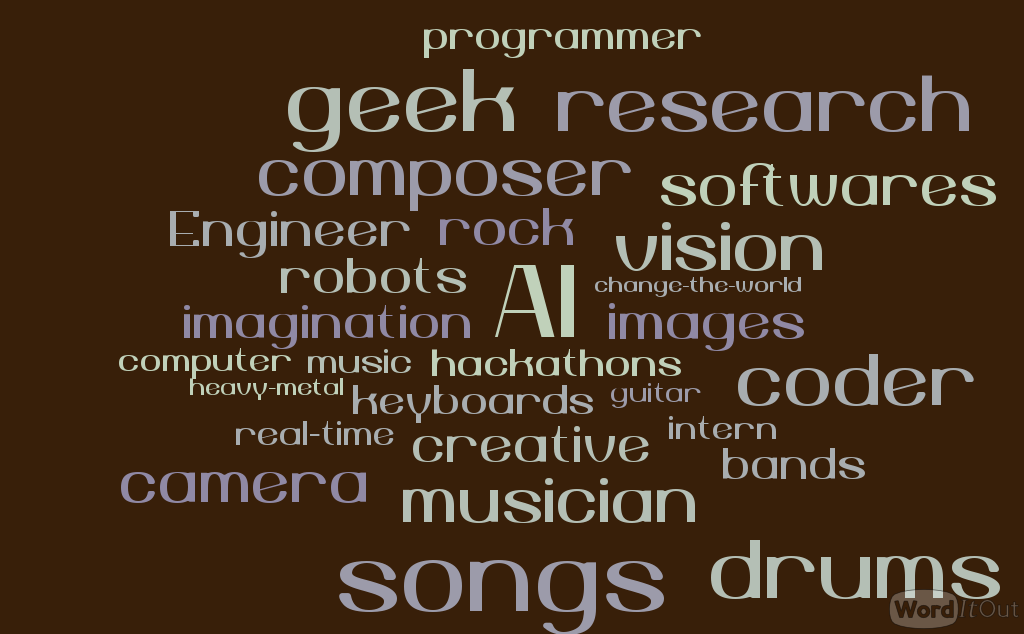 programmer
geek research
composer softwares
Engineer rock vision
robots AI change-the-world
imagination images
computer music hackathons coder
heavy-metal keyboards guitar
real-time creative intern
camera musician bands
songs drums
WordItOut